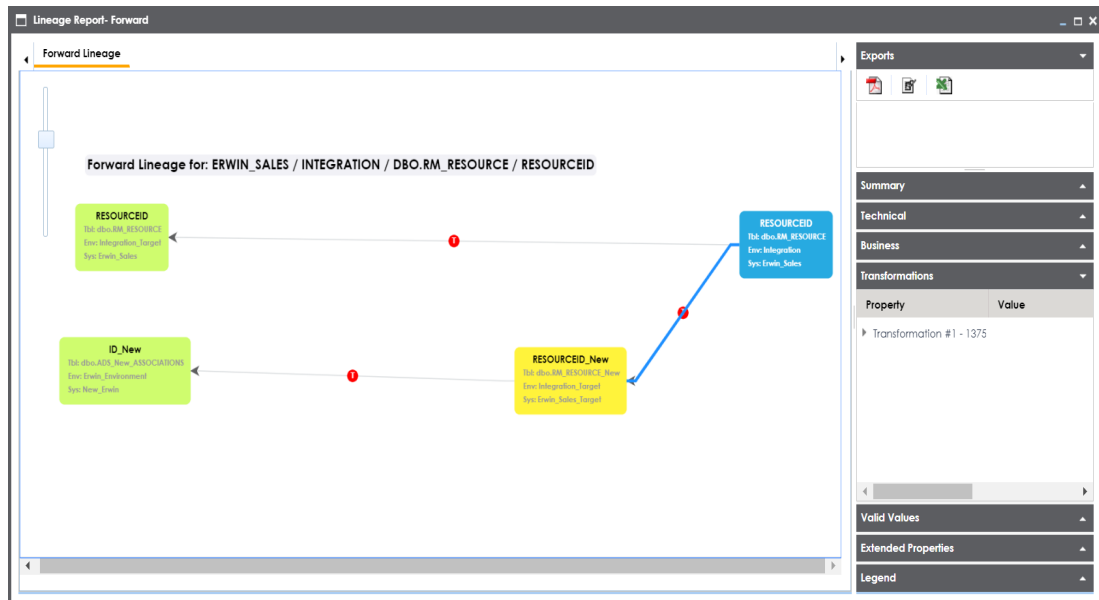 Lineage Report- Forward
Forward Lineage
Forward Lineage for: ERWIN_SALES / INTEGRATION / DBO.RM_RESOURCE / RESOURCEID
RESOURCEID
Tbl: dbo.RM_RESOURCE
Env: Integration_Target
Sys: Erwin_Sales
T
RESOURCEID
Tbl: dbo.RM_RESOURCE
Env: Integration
Sys: Erwin_Sales
ID_New
Tbl: dbo.ADS_New_ASSOCIATIONS
Env: Erwin_Environment
Sys: New_Erwin
T
RESOURCEID_New
Tbl: dbo.RM_RESOURCE_New
Env: Integration_Target
Sys: Erwin_Sales_Target
Exports
Summary
Technical
Business
Transformations
Property Value
Transformation #1 - 1375
Valid Values
Extended Properties
Legend